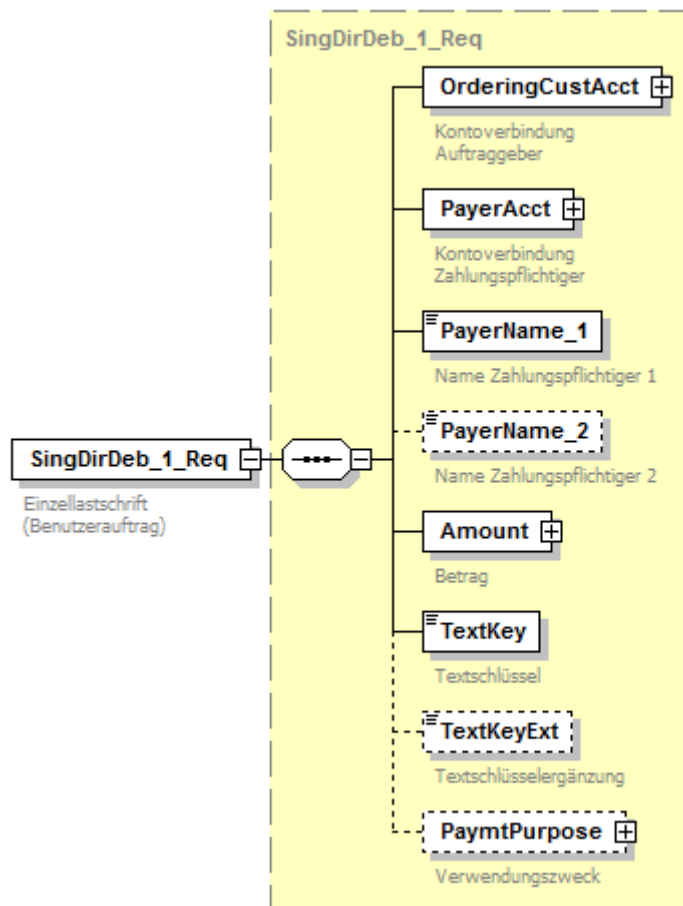 SingDirDeb_1_Req
OrderingCustAcct
Kontoverbindung
Auftraggeber
PayerAcct
Kontoverbindung
Zahlungspflichtiger
PayerName_1
Name Zahlungspflichtiger 1
PayerName_2
Name Zahlungspflichtiger 2
SingDirDeb_1_Req
Einzellastschrift
(Benutzerauftrag)
Amount
Betrag
TextKey
Textschlüssel
TextKeyExt
Textschlüsselergänzung
PaymtPurpose
Verwendungszweck